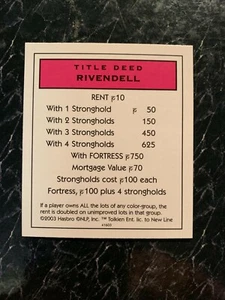 TITLE DEED
RIVENDELL
RENT 10
With 1 Stronghold 50
With 2 Strongholds 150
With 3 Strongholds 450
With 4 Strongholds 625
With FORTRESS 750
Mortgage Value 70
Strongholds cost 100 each
Fortress, 100 plus 4 strongholds
If a player owns ALL the lots of any color-group, the
rent is doubled on unimproved lots in that group.
©2003 Hasbro ©NLP, Inc. ™ Tolkien Ent. lic. to New Line